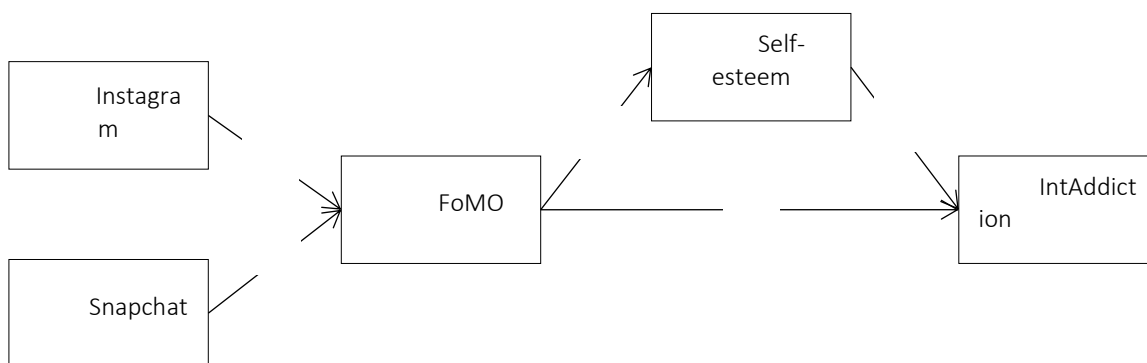 Self-
esteem
Instagra
m
FoMO
IntAddict
ion
Snapchat